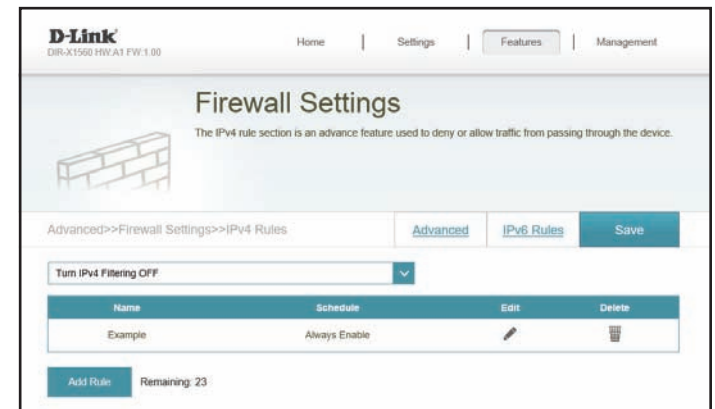 D-Link
DIR-X1560 HW:A1 FW:1.00
Home | Settings | Features | Management
Firewall Settings
The IPv4 rule section is an advance feature used to deny or allow traffic from passing through the device.
Advanced>>Firewall Settings>>IPv4 Rules
Advanced
IPv6 Rules
Save
Turn IPv4 Filtering OFF
Name Schedule Edit Delete
Example Always Enable
Add Rule Remaining: 23